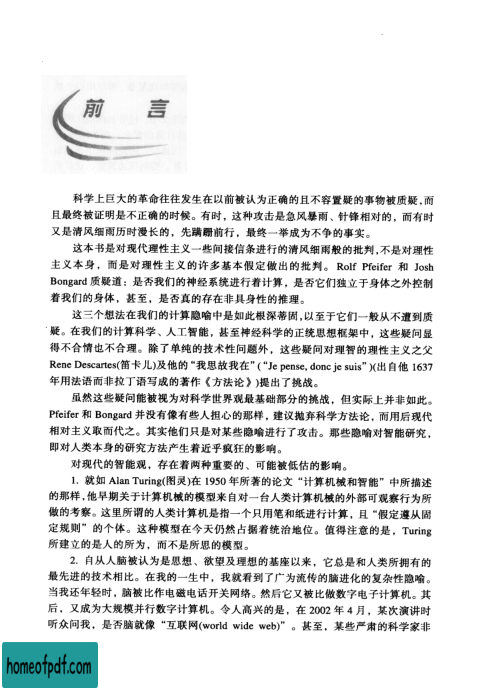 前 言
科学上巨大的革命往往发生在以前被认为正确的且不容置疑的事物被质疑,而
且最终被证明是不正确的时候。有时，这种攻击是急风暴雨、针锋相对的，而有时
又是清风细雨历时漫长的，先蹒跚前行，最终一举成为不争的事实。
这本书是对现代理性主义一些间接信条进行的清风细雨般的批判,不是对理性
主义本身，而是对理性主义的许多基本假定做出的批判。 Rolf Pfeifer 和 Josh
Bongard 质疑道：是否我们的神经系统进行着计算，是否它们独立于身体之外控制
着我们的身体，甚至，是否真的存在非具身性的推理。
这三个想法在我们的计算隐喻中是如此根深蒂固,以至于它们一般从不遭到质
疑。在我们的计算科学、人工智能，甚至神经科学的正统思想框架中，这些疑问显
得不合情也不合理。除了单纯的技术性问题外，这些疑问对理智的理性主义之父
Rene Descartes(笛卡儿)及他的“我思故我在”(“Je pense, donc je suis”)(出自他 1637
年用法语而非拉丁语写成的著作《方法论》)提出了挑战。
虽然这些疑问能被视为对科学世界观最基础部分的挑战，但实际上并非如此。
Pfeifer 和 Bongard 并没有像有些人担心的那样，建议抛弃科学方法论，而用后现代
相对主义取而代之。其实他们只是对某些隐喻进行了攻击。那些隐喻对智能研究，
即对人类本身的研究方法产生着近乎疯狂的影响。
对现代的智能观，存在着两种重要的、可能被低估的影响。
1. 就如 Alan Turing(图灵)在 1950 年所著的论文“计算机械和智能”中所描述
的那样,他早期关于计算机械的模型来自对一台人类计算机械的外部可观察行为所
做的考察。这里所谓的人类计算机是指一个只用笔和纸进行计算，且“假定遵从固
定规则”的个体。这种模型在今天仍然占据着统治地位。值得注意的是，Turing
所建立的是人的所为，而不是所思的模型。
2. 自从人脑被认为是思想、欲望及理想的基座以来，它总是和人类所拥有的
最先进的技术相比。在我的一生中，我就看到了广为流传的脑进化的复杂性隐喻。
当我还年轻时，脑被比作电磁电话开关网络。然后它又被比做数字电子计算机。其
后，又成为大规模并行数字计算机。令人高兴的是，在 2002 年 4 月，某次演讲时
听众问我，是否脑就像“互联网(world wide web)”。甚至，某些严肃的科学家非
homeofpdf.com